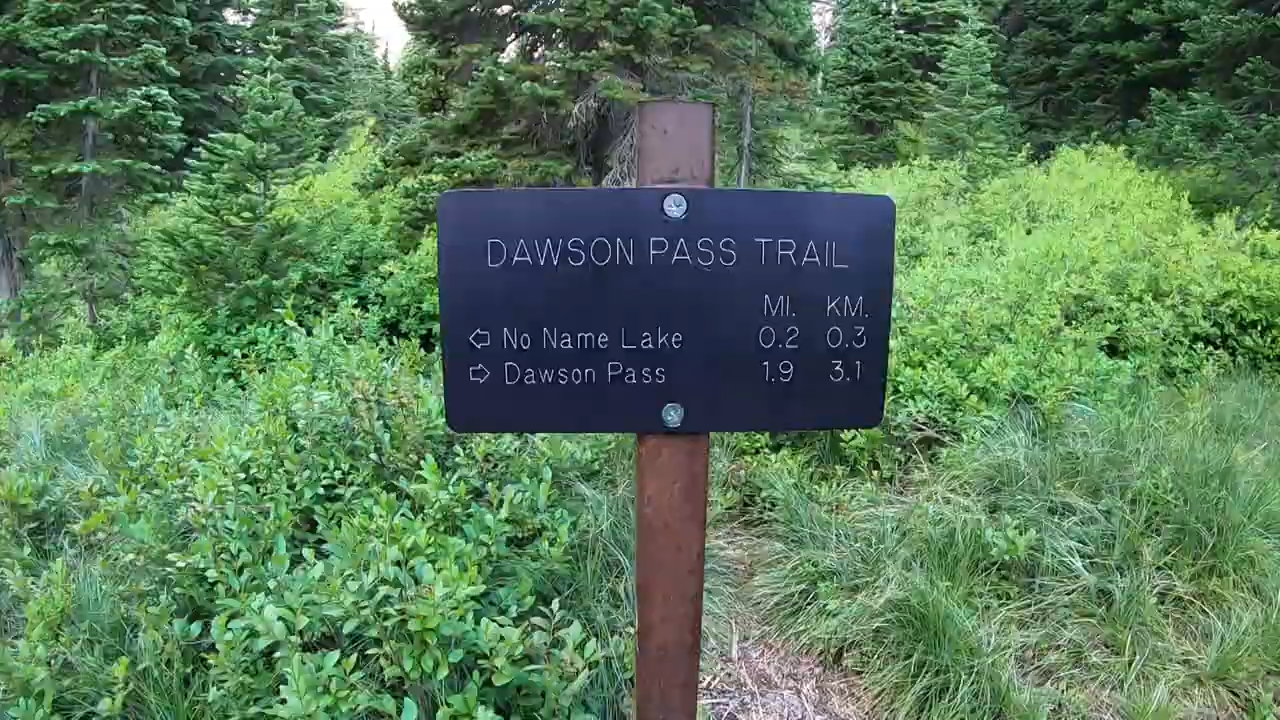 DAWSON PASS TRAIL
MI. KM.
⇦ No Name Lake 0.2 0.3
⇨ Dawson Pass 1.9 3.1